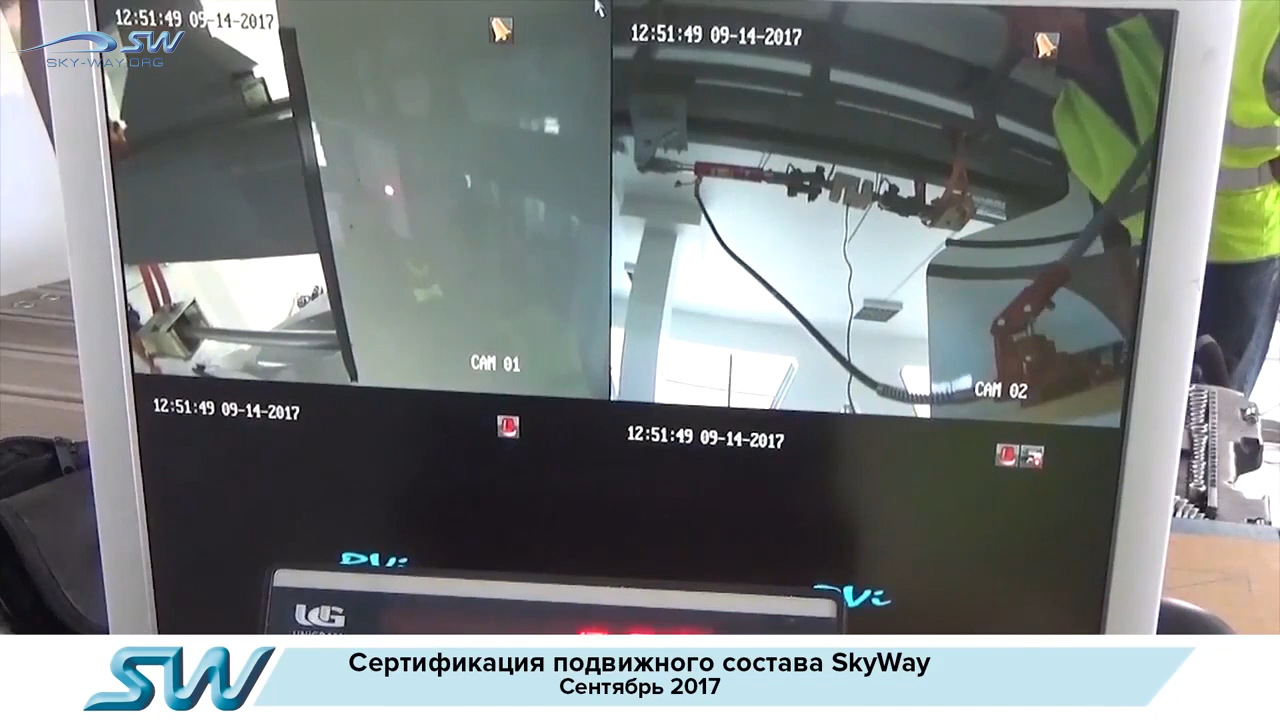 12:51:49 09-14-2017
12:51:49 09-14-2017
SW
SKY-WAY.ORG
CAM 01
CAM 02
12:51:49 09-14-2017
12:51:49 09-14-2017
UG
SW
Сертификация подвижного состава SkyWay
Сентябрь 2017